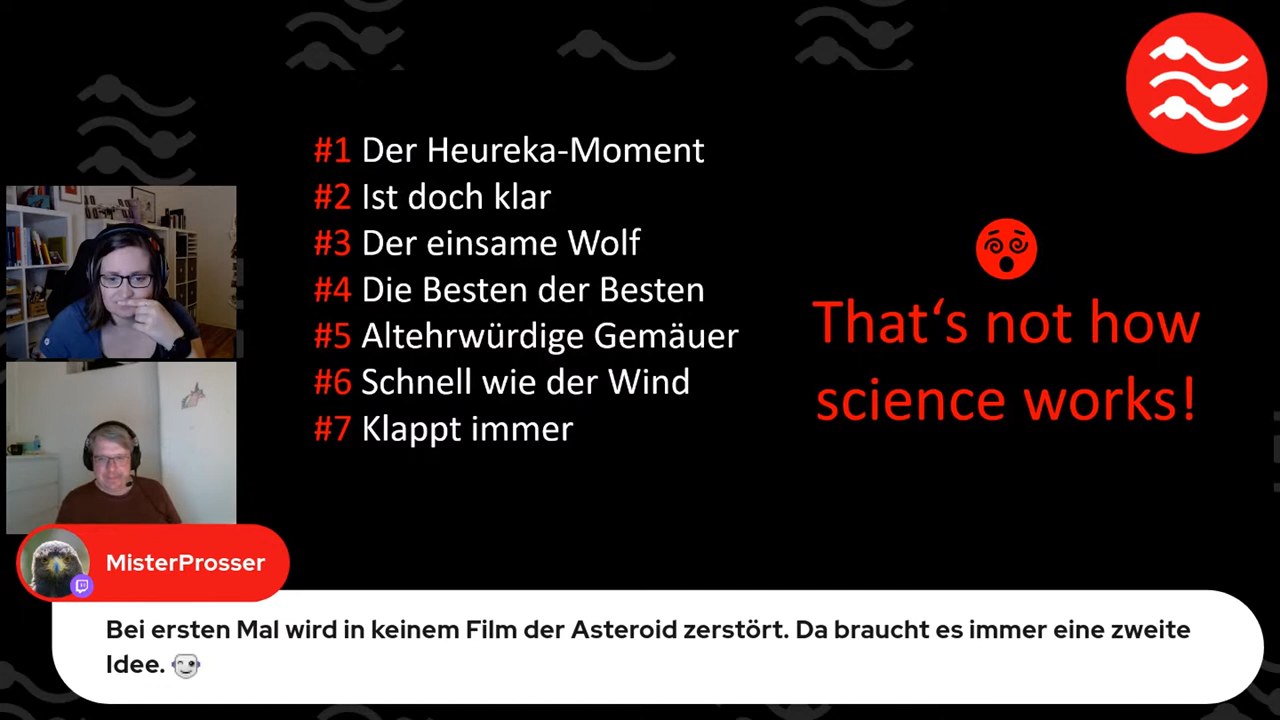 #1 Der Heureka-Moment
#2 Ist doch klar
#3 Der einsame Wolf
#4 Die Besten der Besten
#5 Altehrwürdige Gemäuer
#6 Schnell wie der Wind
#7 Klappt immer
That‘s not how
science works!
MisterProsser
Bei ersten Mal wird in keinem Film der Asteroid zerstört. Da braucht es immer eine zweite
Idee.